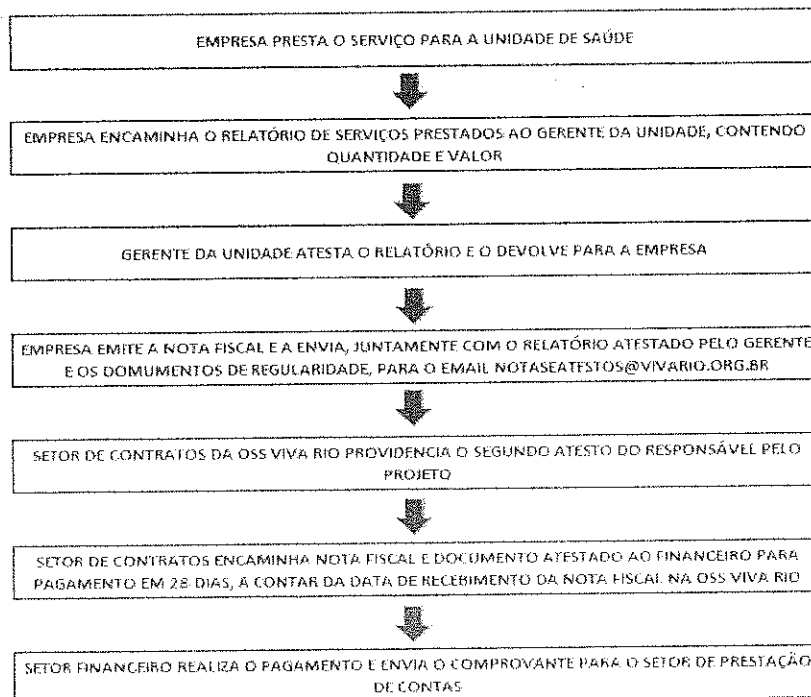 EMPRESA PRESTA O SERVIÇO PARA A UNIDADE DE SAÚDE
EMPRESA ENCAMINHA O RELATÓRIO DE SERVIÇOS PRESTADOS AO GERENTE DA UNIDADE, CONTENDO
QUANTIDADE E VALOR
GERENTE DA UNIDADE ATESTA O RELATÓRIO E O DEVOLVE PARA A EMPRESA
EMPRESA EMITE A NOTA FISCAL E A ENVIA, JUNTAMENTE COM O RELATÓRIO ATESTADO PELO GERENTE
E OS DOMUMENTOS DE REGULARIDADE, PARA O EMAIL NOTASEATESTOS@VIVARIO.ORG.BR
SETOR DE CONTRATOS DA OSS VIVA RIO PROVIDENCIA O SEGUNDO ATESTO DO RESPONSÁVEL PELO
PROJETO
SETOR DE CONTRATOS ENCAMINHA NOTA FISCAL E DOCUMENTO ATESTADO AO FINANCEIRO PARA
PAGAMENTO EM 28 DIAS, A CONTAR DA DATA DE RECEBIMENTO DA NOTA FISCAL NA OSS VIVA RIO
SETOR FINANCEIRO REALIZA O PAGAMENTO E ENVIA O COMPROVANTE PARA O SETOR DE PRESTAÇÃO
DE CONTAS